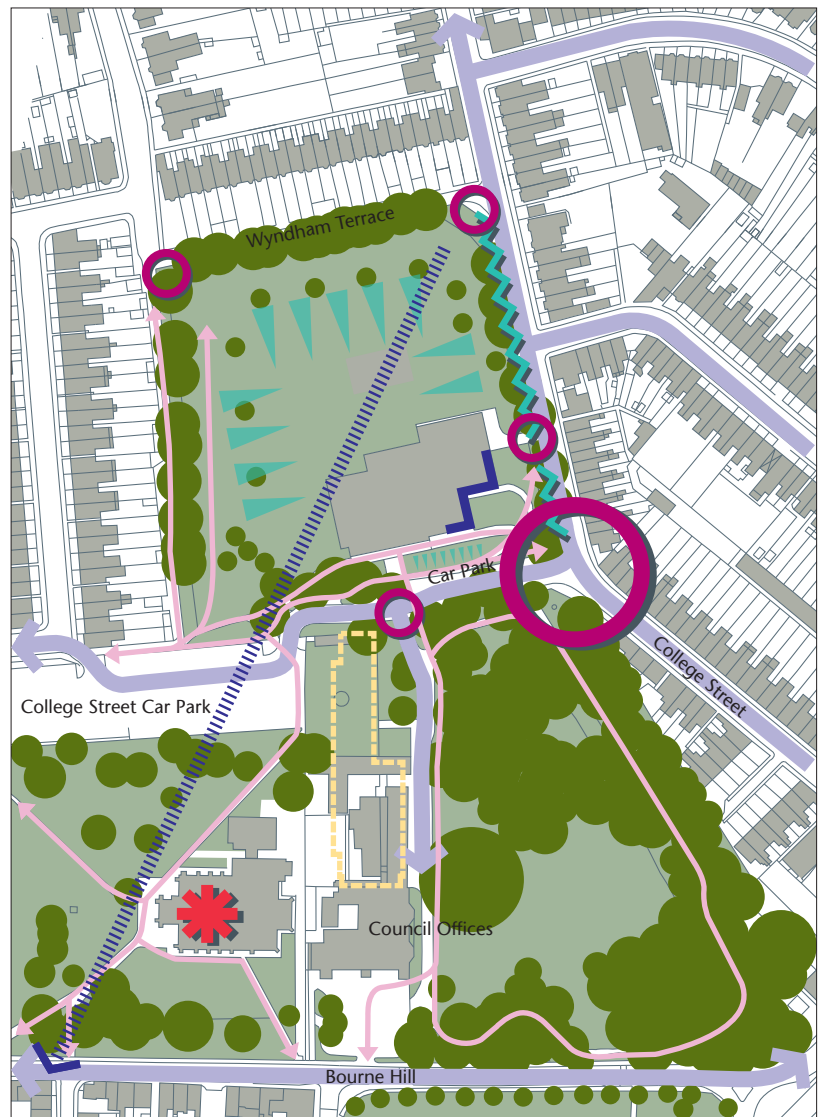 Wyndham Terrace
Car Park
College Street
College Street Car Park
Council Offices
Bourne Hill